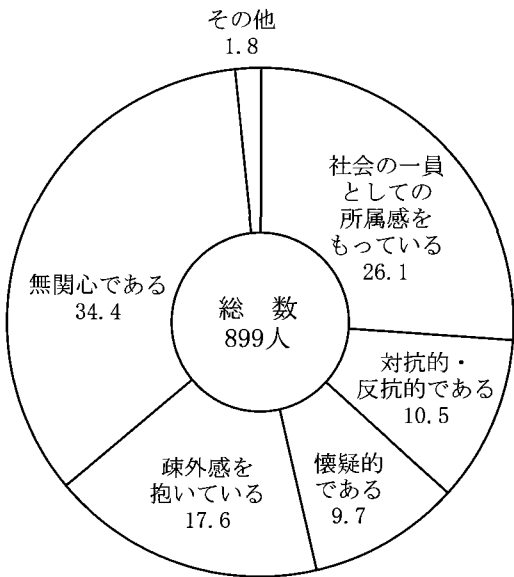 その他
1.8
社会の一員
としての
所属感を
もっている
26.1
対抗的・
反抗的である
10.5
懐疑的
である
9.7
疎外感を
抱いている
17.6
無関心である
34.4
総　数
899人